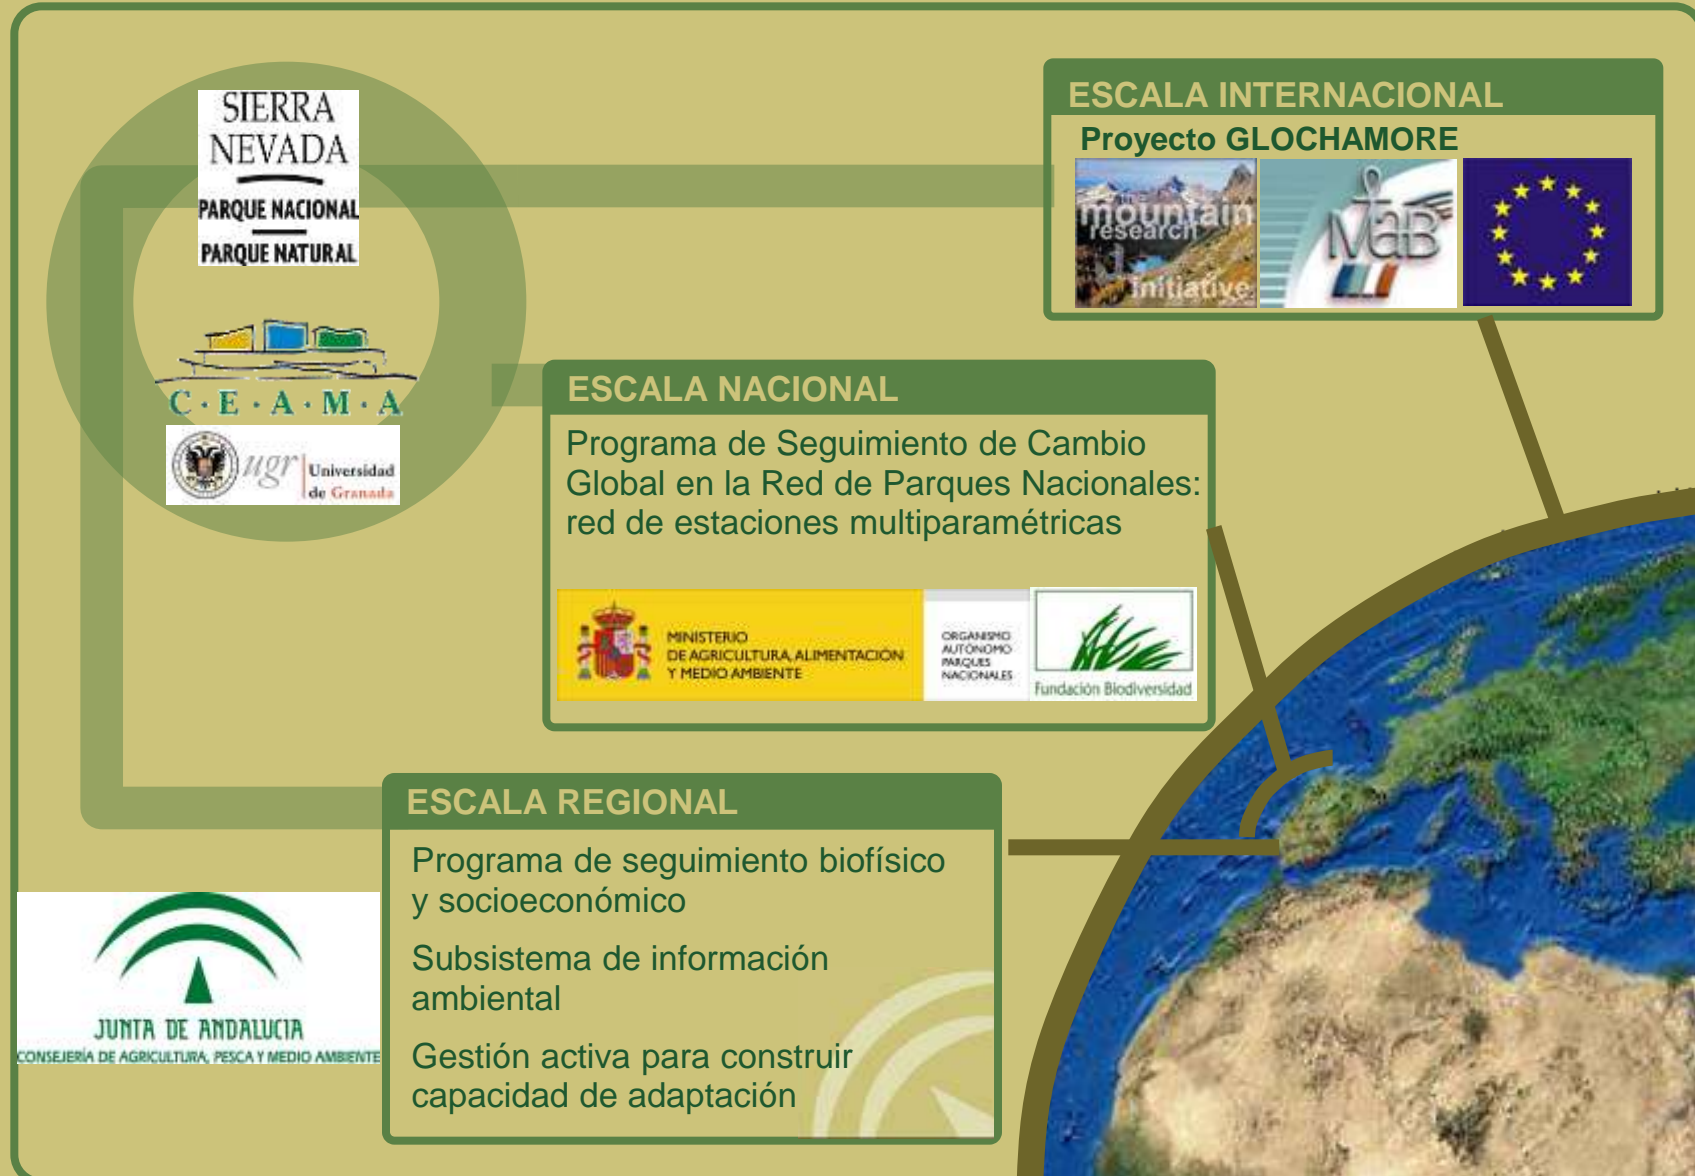 SIERRA
NEVADA
PARQUE NACIONAL
PARQUE NATURAL
C·E·A·M·A
ugr
Universidad
de Granada
ESCALA INTERNACIONAL
Proyecto GLOCHAMORE
the
mountain
research
initiative
MaB
ESCALA NACIONAL
Programa de Seguimiento de Cambio
Global en la Red de Parques Nacionales:
red de estaciones multiparamétricas
MINISTERIO
DE AGRICULTURA, ALIMENTACIÓN
Y MEDIO AMBIENTE
ORGANISMO
AUTÓNOMO
PARQUES
NACIONALES
Fundación Biodiversidad
ESCALA REGIONAL
Programa de seguimiento biofísico
y socioeconómico
Subsistema de información
ambiental
Gestión activa para construir
capacidad de adaptación
JUNTA DE ANDALUCIA
CONSEJERÍA DE AGRICULTURA, PESCA Y MEDIO AMBIENTE